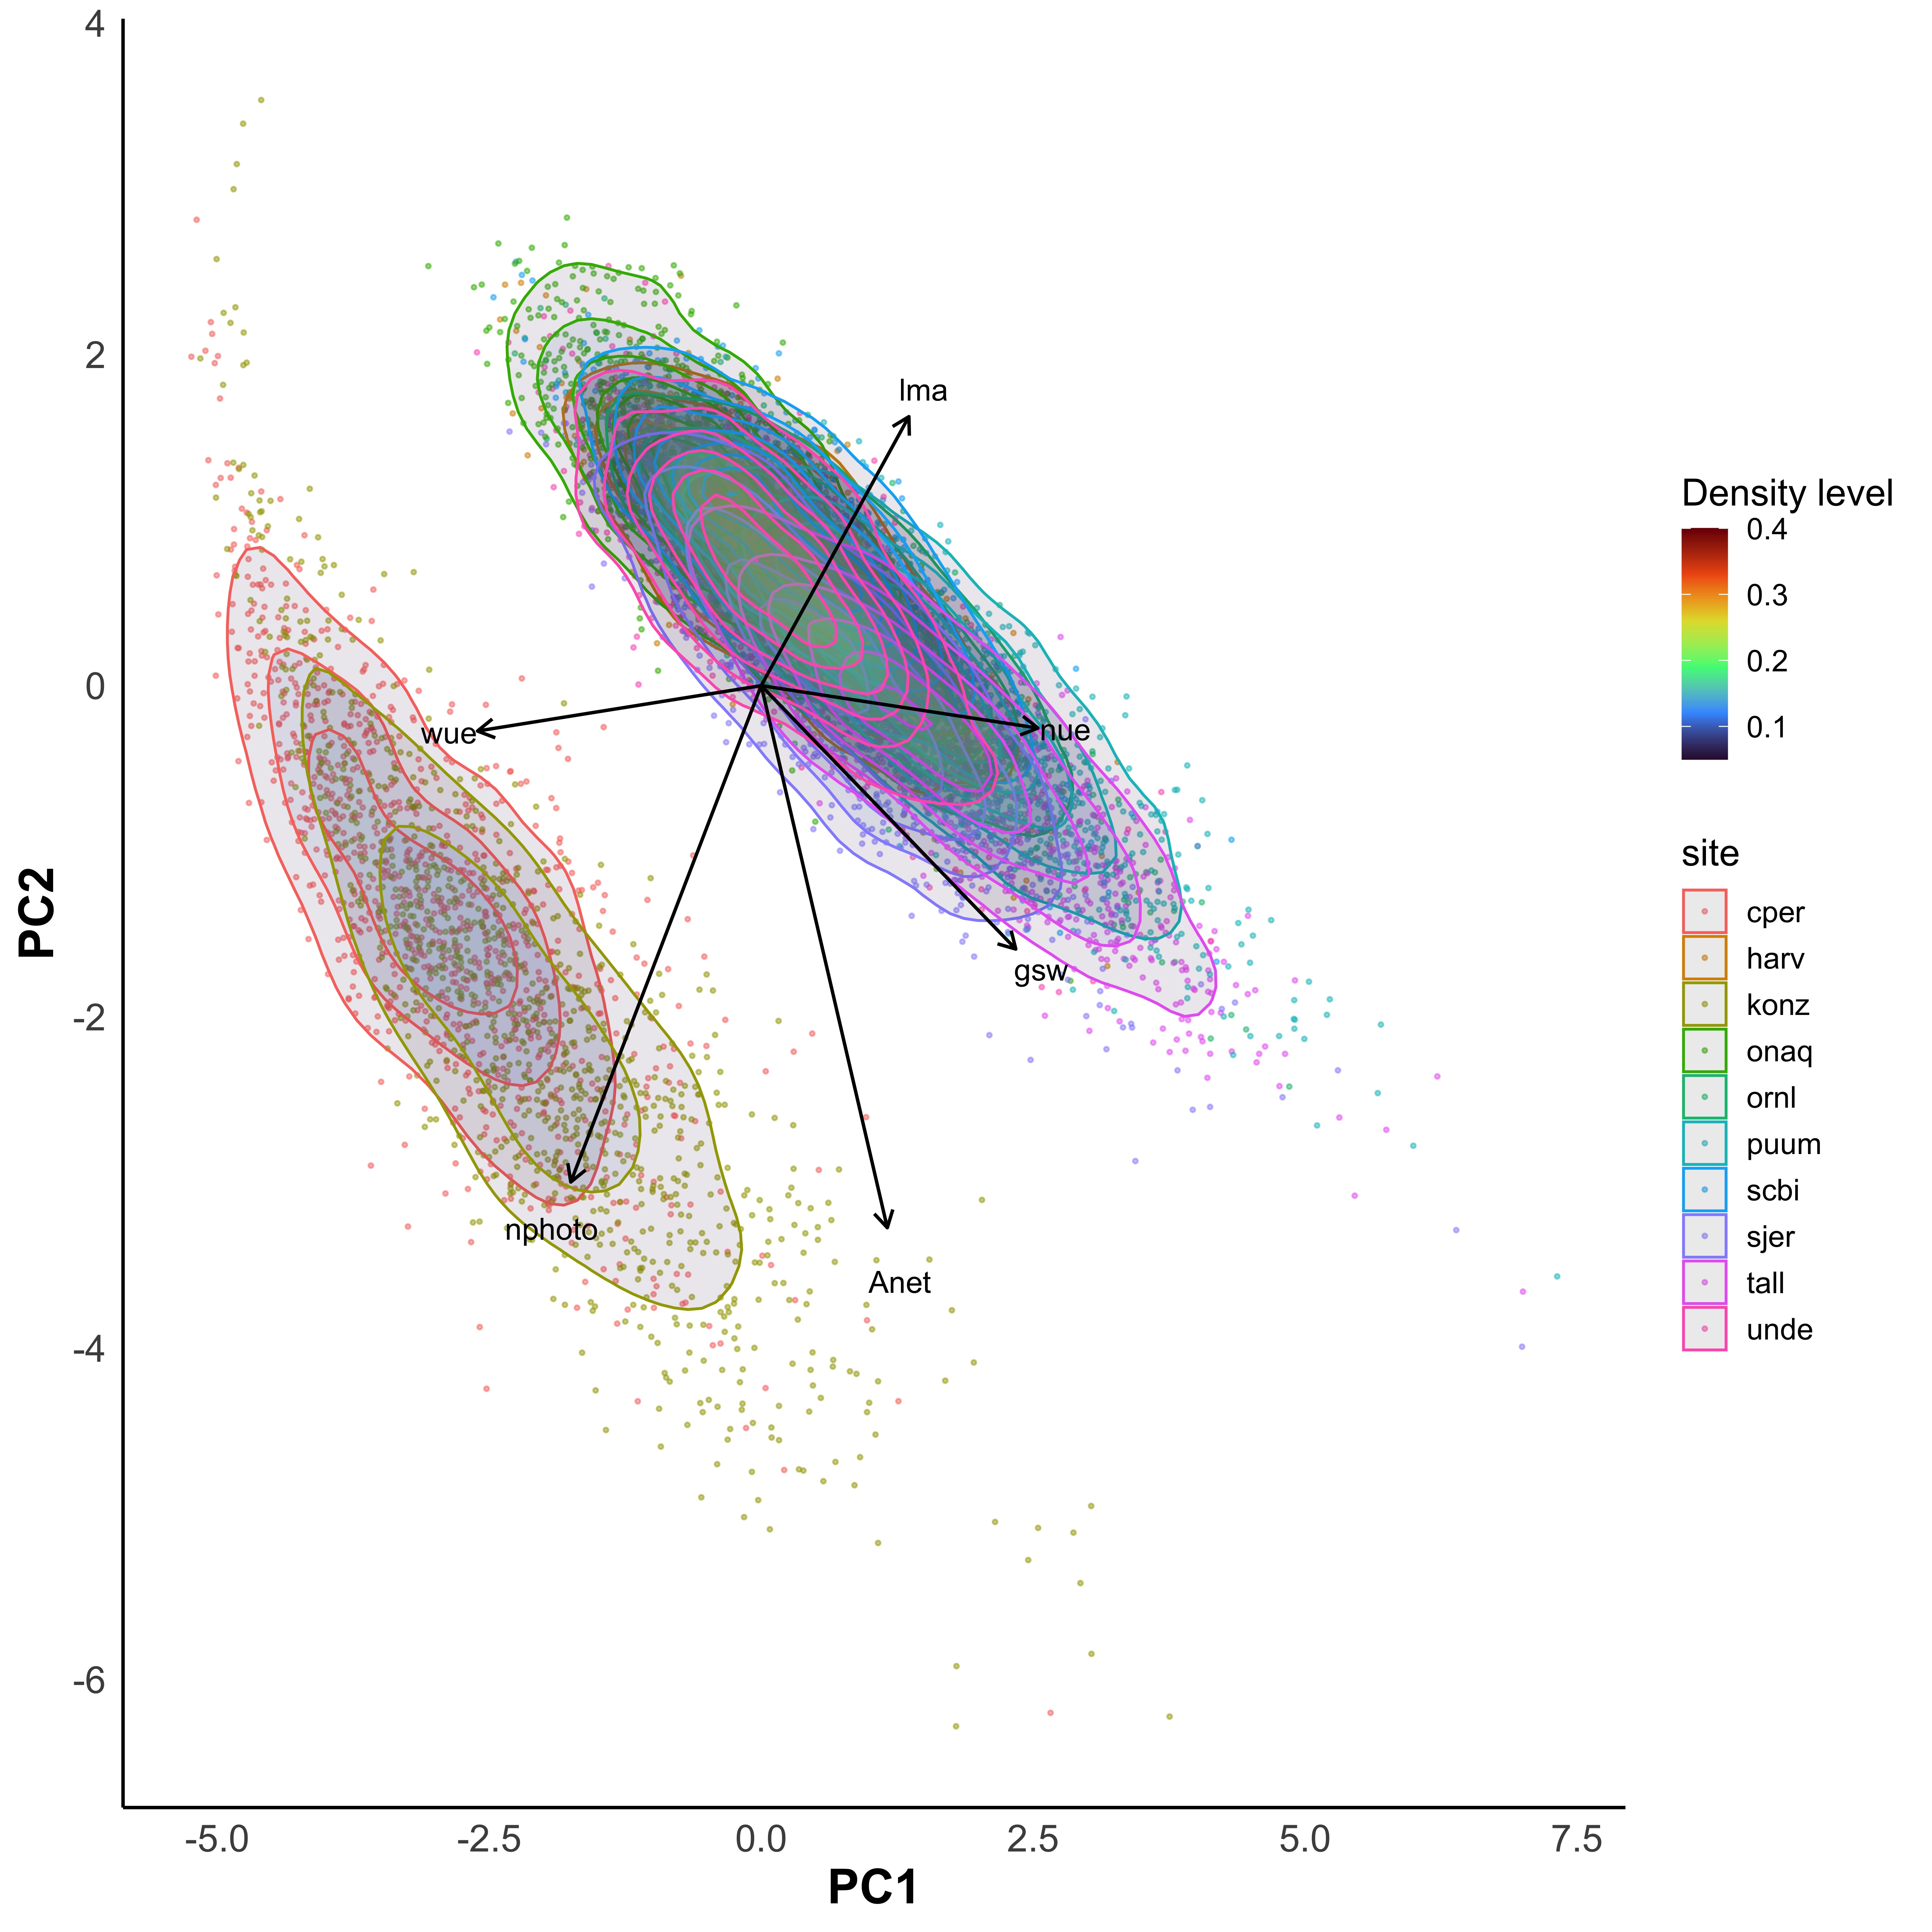 4
2
0
-2
-4
-6
PC2
-5.0
-2.5
0.0
2.5
5.0
7.5
PC1
lma
wue
nue
gsw
nphoto
Anet
Density level
0.4
0.3
0.2
0.1
site
cper
harv
konz
onaq
ornl
puum
scbi
sjer
tall
unde